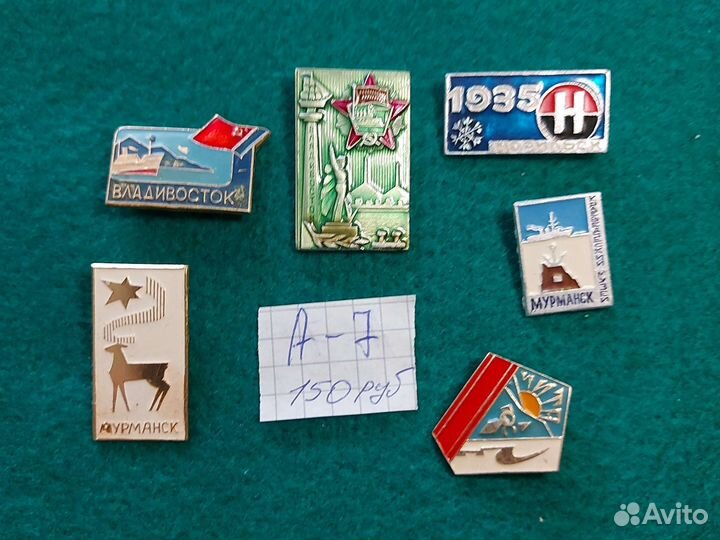 1935
Н
НОРИЛЬСК
ВЛАДИВОСТОК
МУРМАНСК
А-7
150 руб
МУРМАНСК
Avito